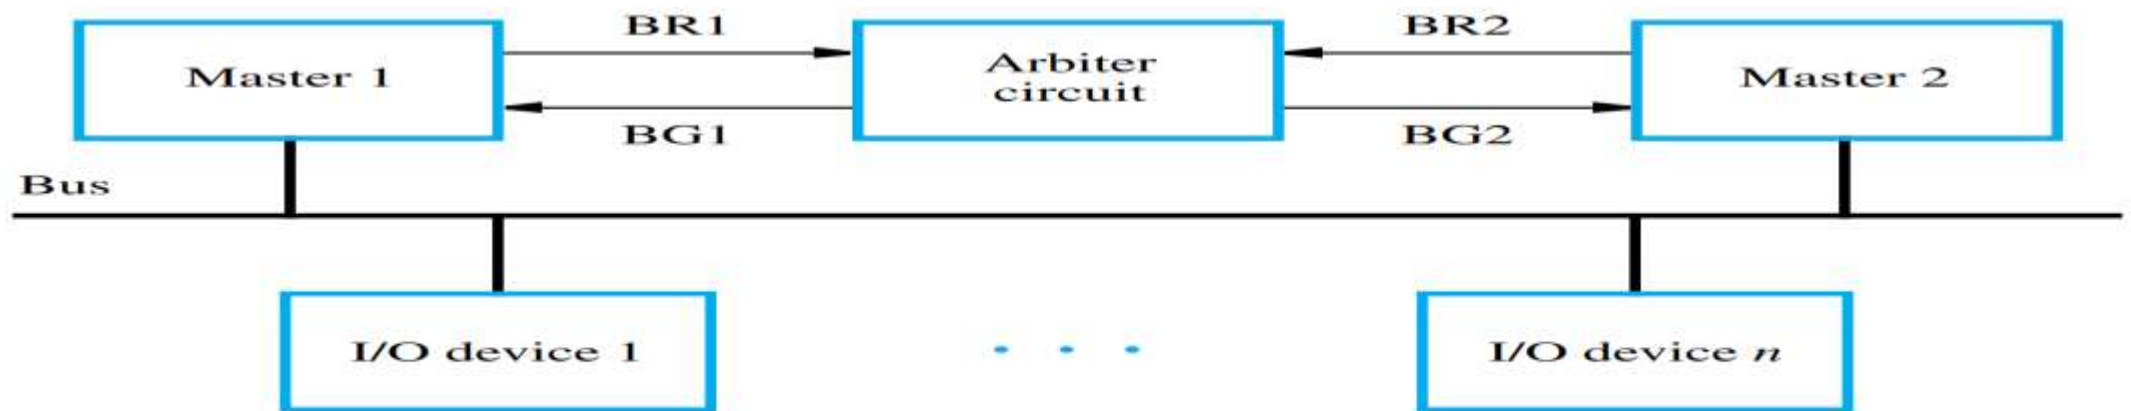 BR1
BR2
Master 1
Arbiter
circuit
Master 2
BG1
BG2
Bus
I/O device 1
I/O device n